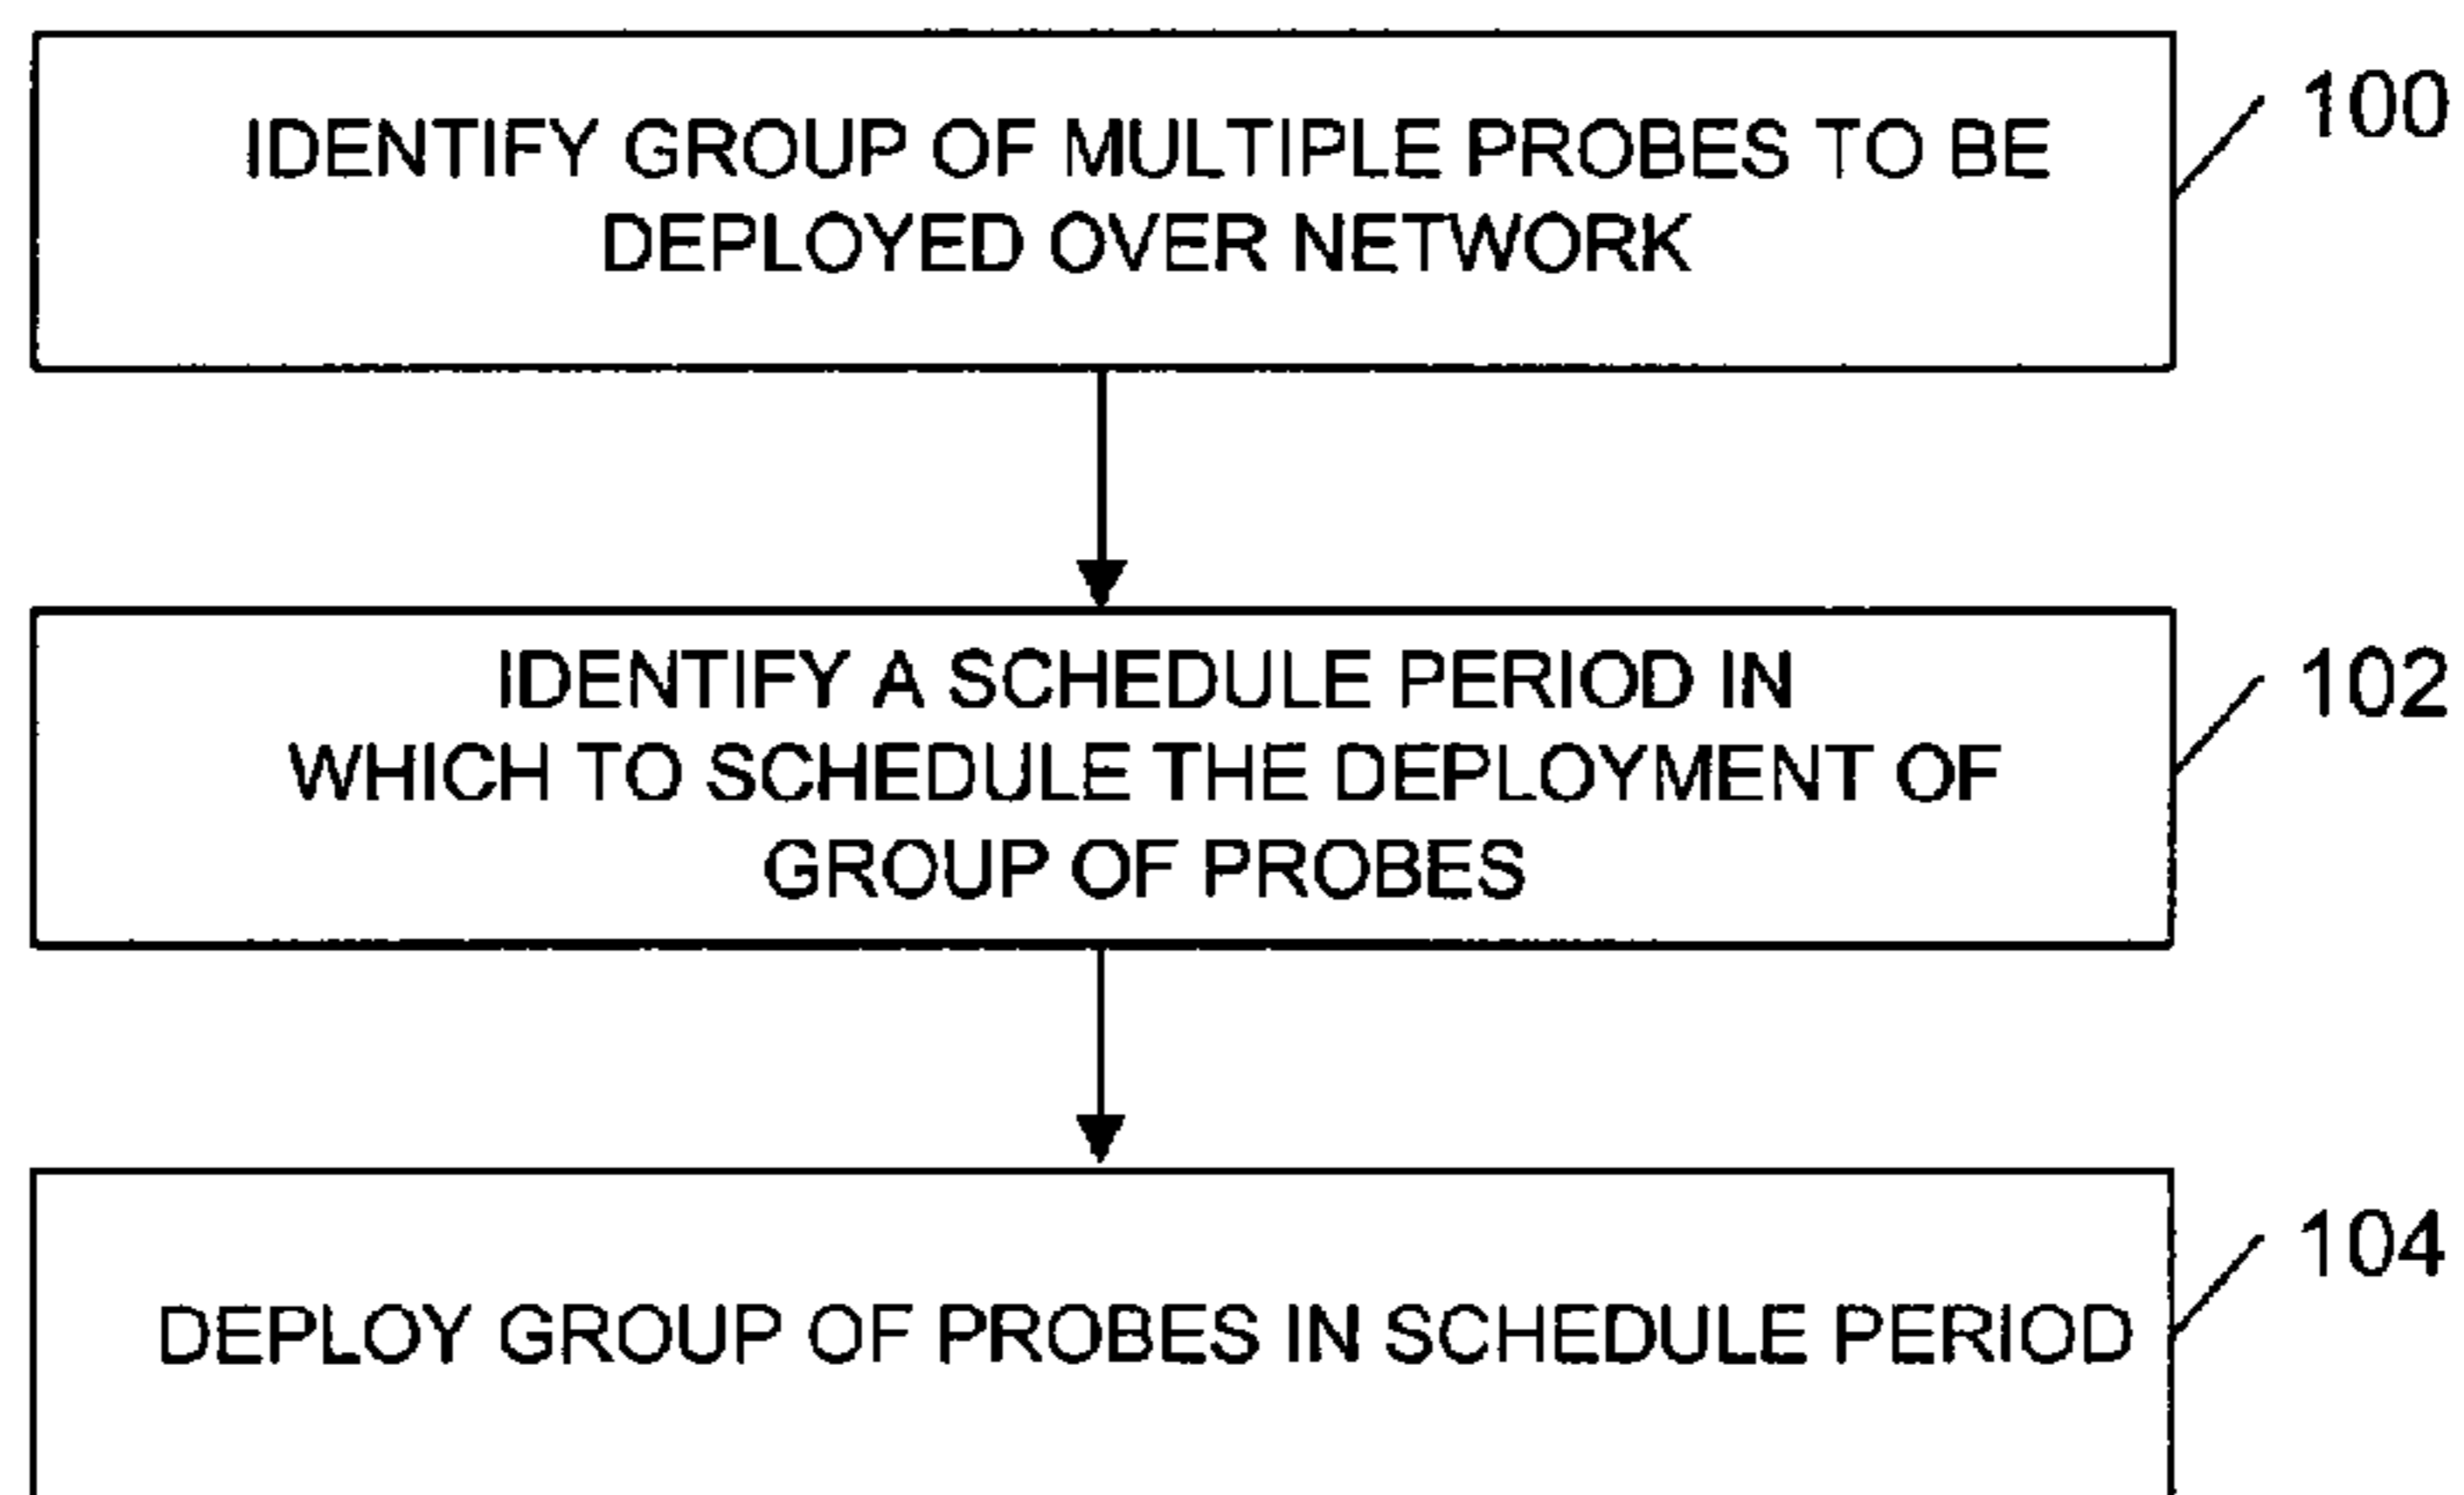 IDENTIFY GROUP OF MULTIPLE PROBES TO BE
DEPLOYED OVER NETWORK
100
IDENTIFY A SCHEDULE PERIOD IN
WHICH TO SCHEDULE THE DEPLOYMENT OF
GROUP OF PROBES
102
DEPLOY GROUP OF PROBES IN SCHEDULE PERIOD
104